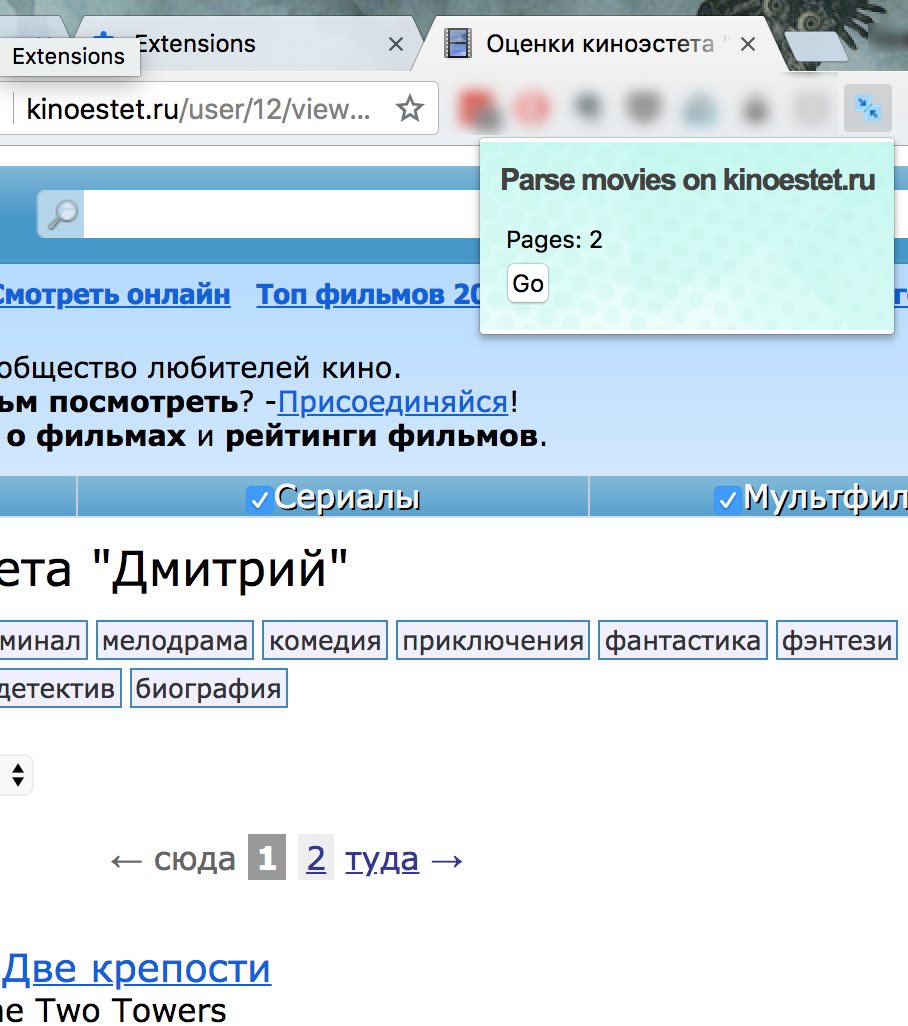 Extensions
Оценки киноэстета "
Extensions
kinoestet.ru/user/12/view...
Parse movies on kinoestet.ru
Pages: 2
Go
Смотреть онлайн Топ фильмов 20
общество любителей кино.
ьм посмотреть? -Присоединяйся!
о фильмах и рейтинги фильмов.
Сериалы Мультфил
ета "Дмитрий"
минал мелодрама комедия приключения фантастика фэнтези
детектив биография
← сюда 1 2 туда →
Две крепости
he Two Towers